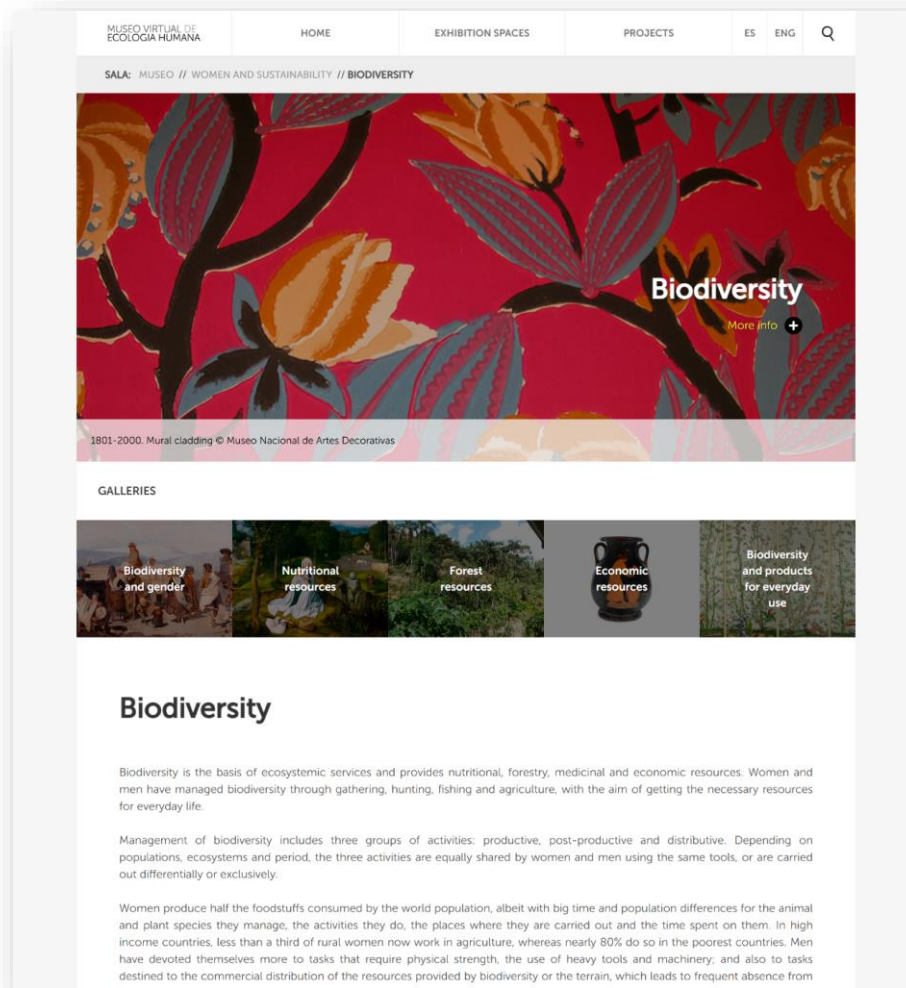 MUSEO VIRTUAL DE
ECOLOGIA HUMANA
HOME
EXHIBITION SPACES
PROJECTS
ES
ENG
SALA: MUSEO // WOMEN AND SUSTAINABILITY // BIODIVERSITY
Biodiversity
More info
1801-2000. Mural cladding © Museo Nacional de Artes Decorativas
GALLERIES
Biodiversity
and gender
Nutritional
resources
Forest
resources
Economic
resources
Biodiversity
and products
for everyday
use
Biodiversity
Biodiversity is the basis of ecosystemic services and provides nutritional, forestry, medicinal and economic resources. Women and
men have managed biodiversity through gathering, hunting, fishing and agriculture, with the aim of getting the necessary resources
for everyday life.
Management of biodiversity includes three groups of activities: productive, post-productive and distributive. Depending on
populations, ecosystems and period, the three activities are equally shared by women and men using the same tools, or are carried
out differentially or exclusively.
Women produce half the foodstuffs consumed by the world population, albeit with big time and population differences for the animal
and plant species they manage, the activities they do, the places where they are carried out and the time spent on them. In high
income countries, less than a third of rural women now work in agriculture, whereas nearly 80% do so in the poorest countries. Men
have devoted themselves more to tasks that require physical strength, the use of heavy tools and machinery; and also to tasks
destined to the commercial distribution of the resources provided by biodiversity or the terrain, which leads to frequent absence from